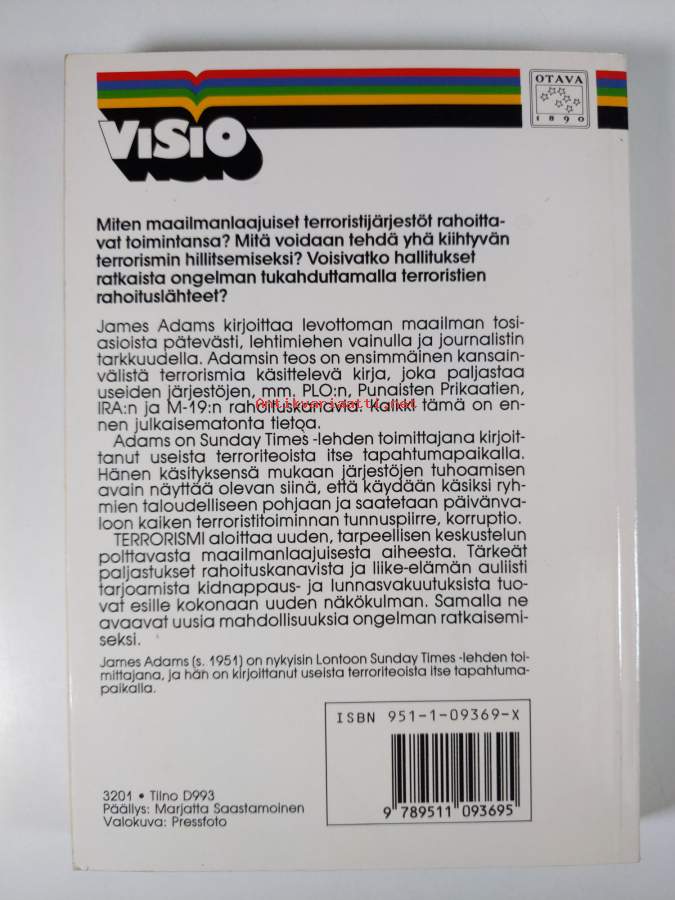 OTAVA
1890
VISIO
Miten maailmanlaajuiset terroristijärjestöt rahoitta-
vat toimintansa? Mitä voidaan tehdä yhä kiihtyvän
terrorismin hillitsemiseksi? Voisivatko hallitukset
ratkaista ongelman tukahduttamalla terroristien
rahoituslähteet?
James Adams kirjoittaa levottoman maailman tosi-
asioista pätevästi, lehtimiehen vainulla ja journalistin
tarkkuudella. Adamsin teos on ensimmäinen kansain-
välistä terrorismia käsittelevä kirja, joka paljastaa
useiden järjestöjen, mm. PLO:n, Punaisten Prikaatien,
Antikvariaatti.net
IRA:n ja M-19:n rahoituskanavia. Kaikki tämä on en-
nen julkaisematonta tietoa.
Adams on Sunday Times -lehden toimittajana kirjoit-
tanut useista terroriteoista itse tapahtumapaikalla.
Hänen käsityksensä mukaan järjestöjen tuhoamisen
avain näyttää olevan siinä, että käydään käsiksi ryh-
mien taloudelliseen pohjaan ja saatetaan päivänva-
loon kaiken terroristitoiminnan tunnuspiirre, korruptio.
TERRORISMI aloittaa uuden, tarpeellisen keskustelun
polttavasta maailmanlaajuisesta aiheesta. Tärkeät
paljastukset rahoituskanavista ja liike-elämän auliisti
tarjoamista kidnappaus- ja lunnasvakuutuksista tuo-
vat esille kokonaan uuden näkökulman. Samalla ne
avaavat uusia mahdollisuuksia ongelman ratkaisemi-
seksi.
James Adams (s. 1951) on nykyisin Lontoon Sunday Times -lehden toi-
mittajana, ja hän on kirjoittanut useista terroriteoista itse tapahtuma-
paikalla.
ISBN 951-1-09369-X
9 789511 093695
3201 • Tilno D993
Päällys: Marjatta Saastamoinen
Valokuva: Pressfoto